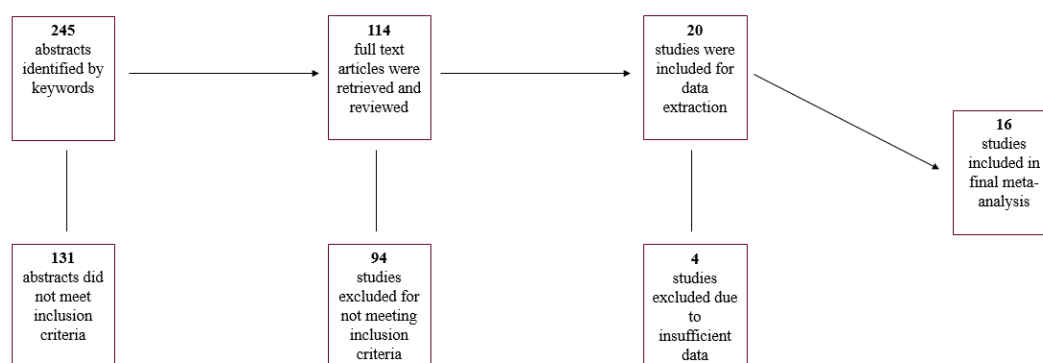 245
abstracts
identified by
keywords
114
full text
articles were
retrieved and
reviewed
20
studies were
included for
data
extraction
16
studies
included in
final meta-
analysis
131
abstracts did
not meet
inclusion
criteria
94
studies
excluded for
not meeting
inclusion
criteria
4
studies
excluded due
to
insufficient
data